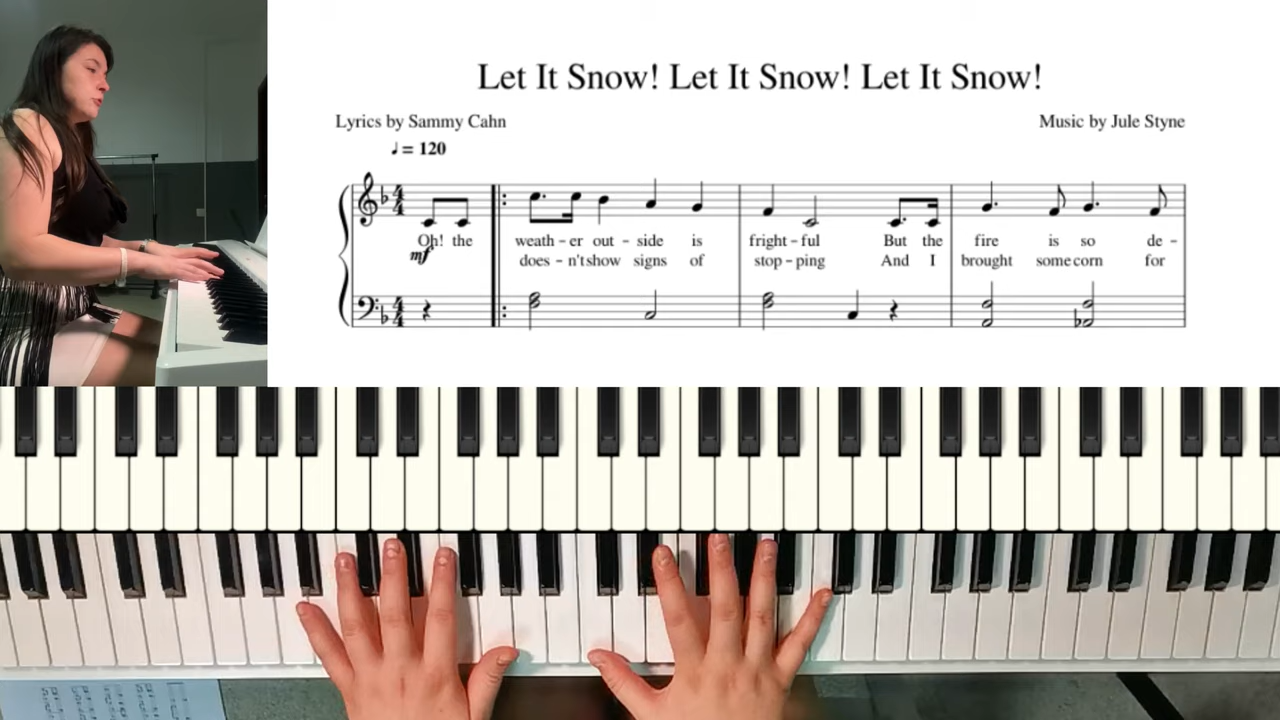 Let It Snow! Let It Snow! Let It Snow!
Lyrics by Sammy Cahn
Music by Jule Styne
♩ = 120
Oh! the weath – er out – side is fright – ful But the fire is so de –
mf does – n't show signs of stop – ping And I brought some corn for